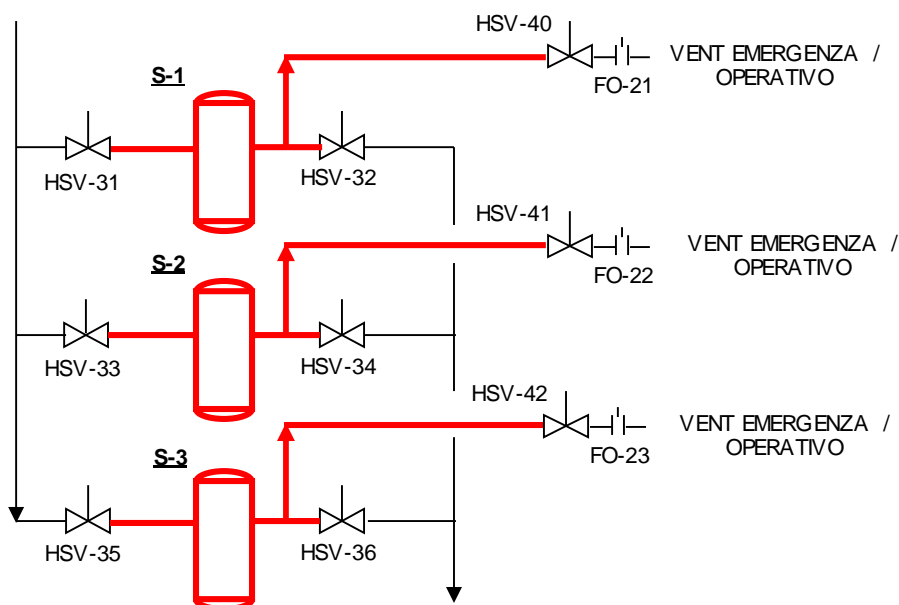 HSV-40
VENT EMERGENZA /
OPERATIVO
FO-21
S-1
HSV-31
HSV-32
HSV-41
VENT EMERGENZA /
OPERATIVO
FO-22
S-2
HSV-33
HSV-34
HSV-42
VENT EMERGENZA /
OPERATIVO
FO-23
S-3
HSV-35
HSV-36